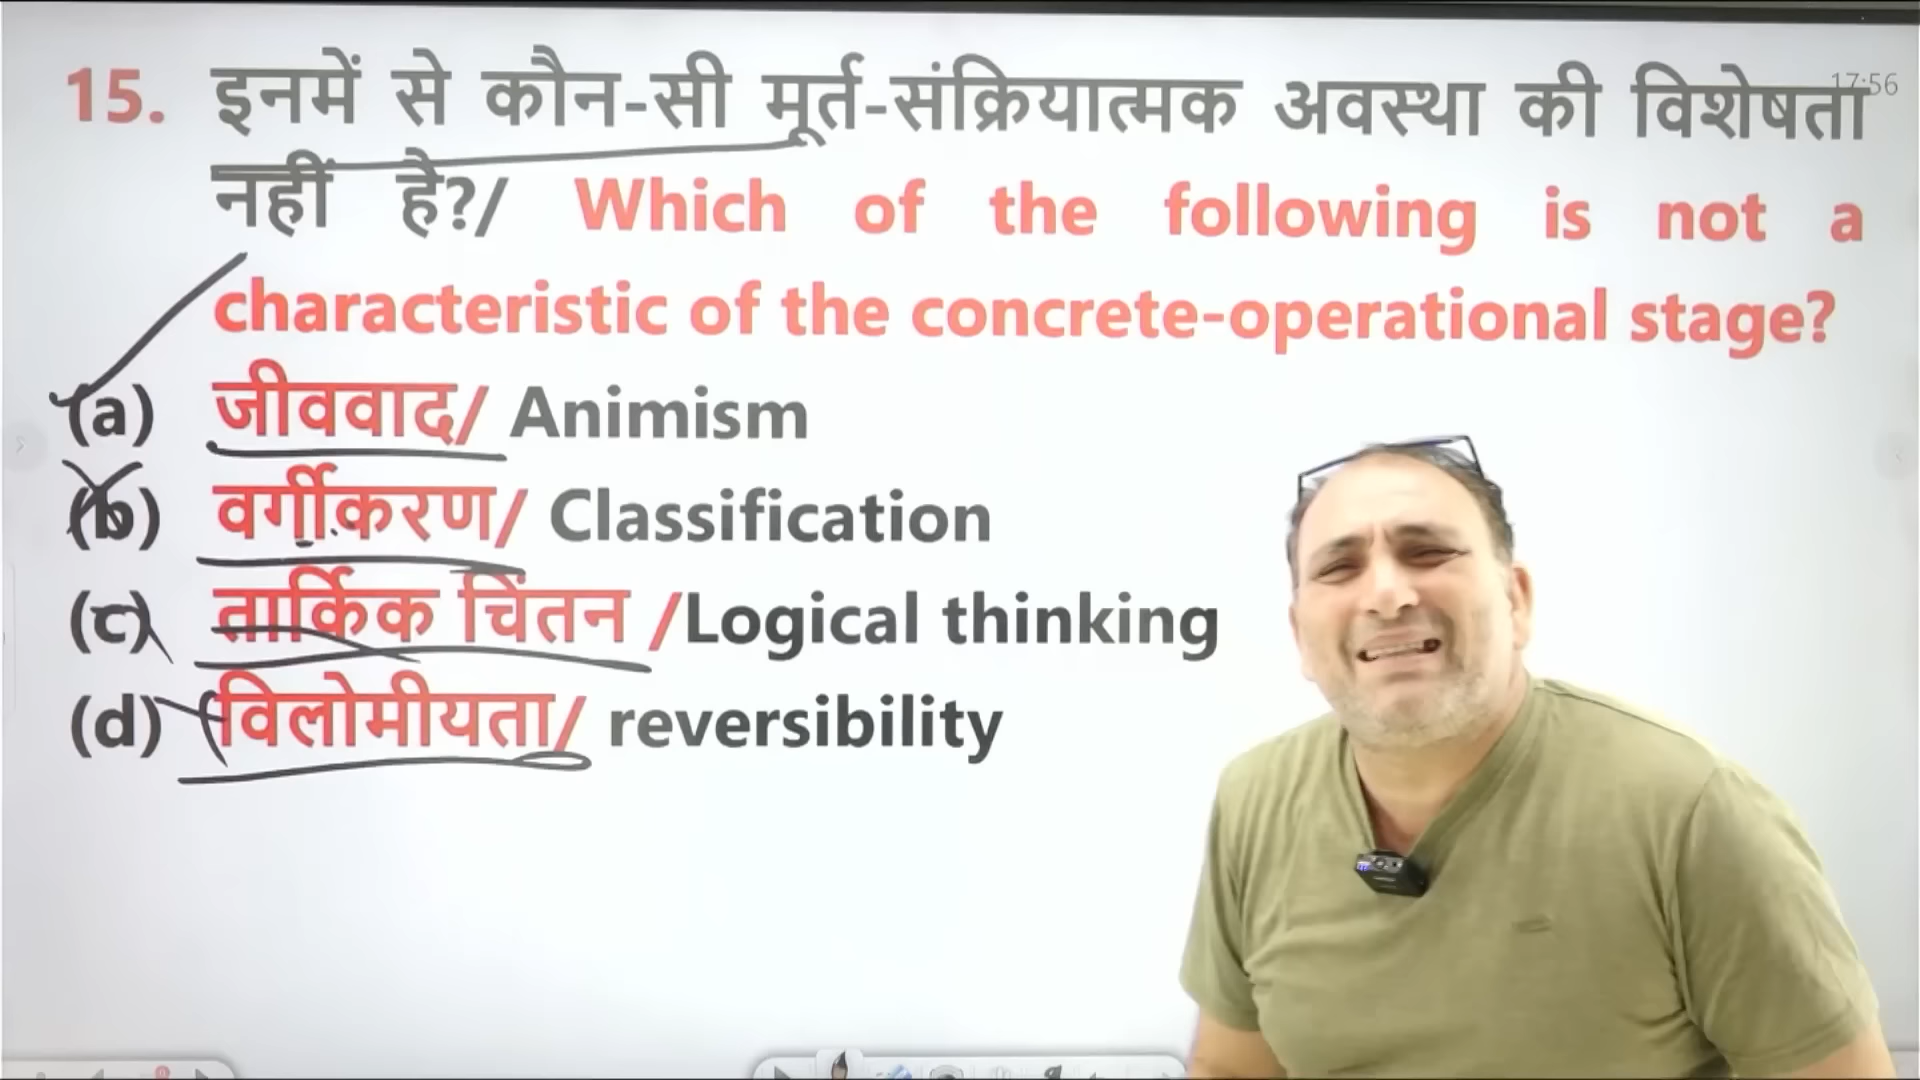 17:56
15. इनमें से कौन-सी मूर्त-संक्रियात्मक अवस्था की विशेषता
नहीं है?/ Which of the following is not a
characteristic of the concrete-operational stage?
(a) जीववाद/ Animism
(b) वर्गीकरण/ Classification
(c) तार्किक चिंतन /Logical thinking
(d) विलोमीयता/ reversibility